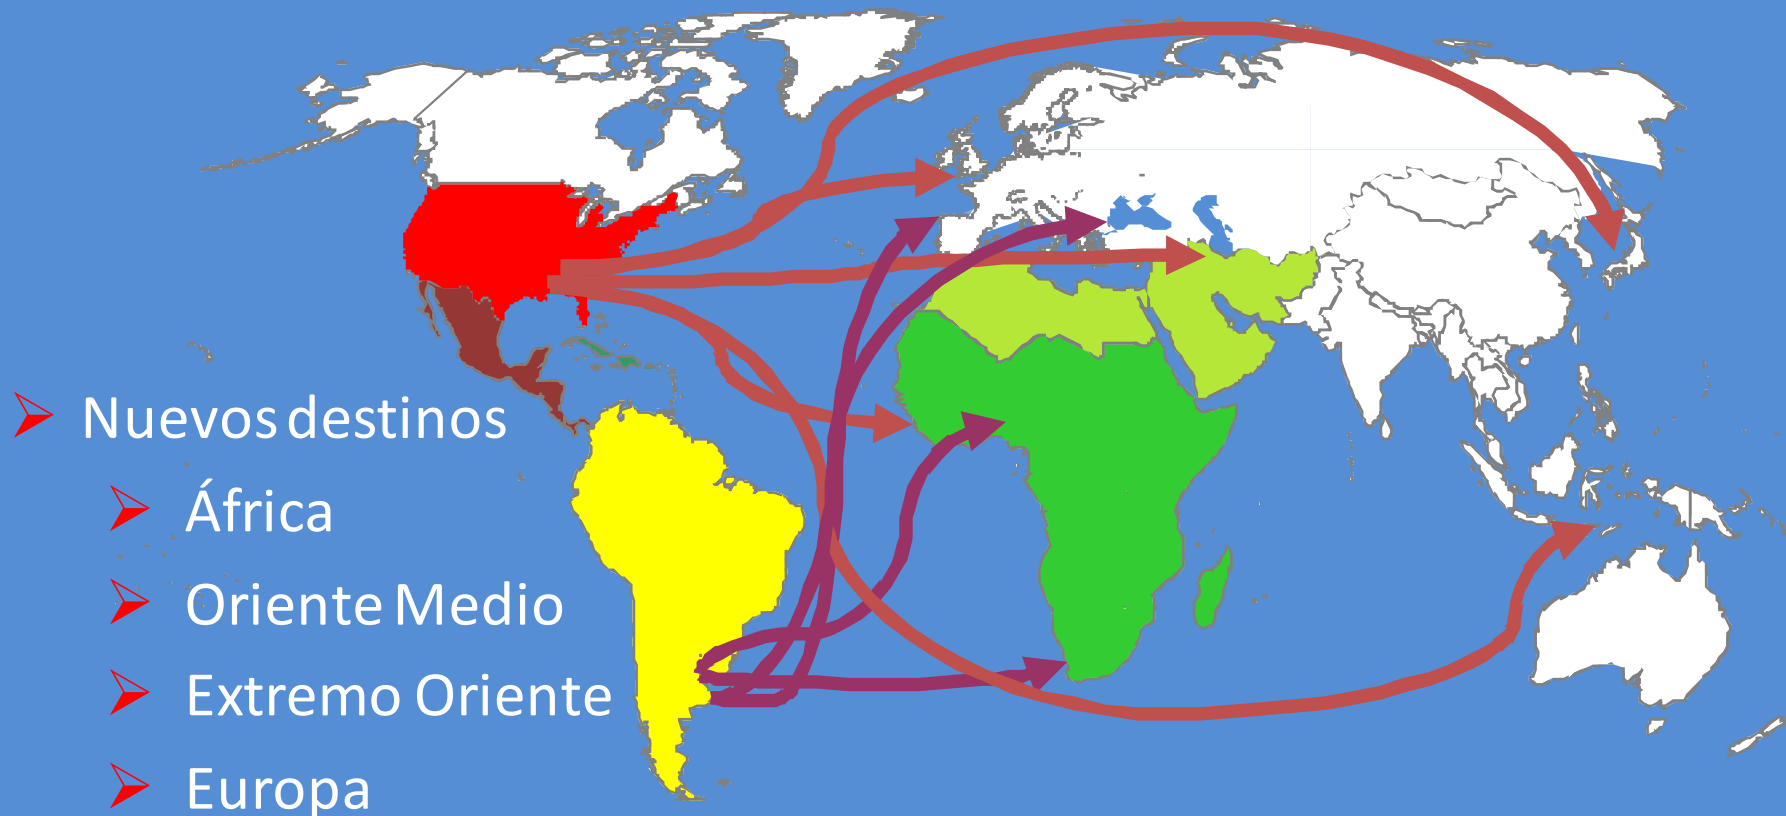 Nuevos destinos
África
Oriente Medio
Extremo Oriente
Europa